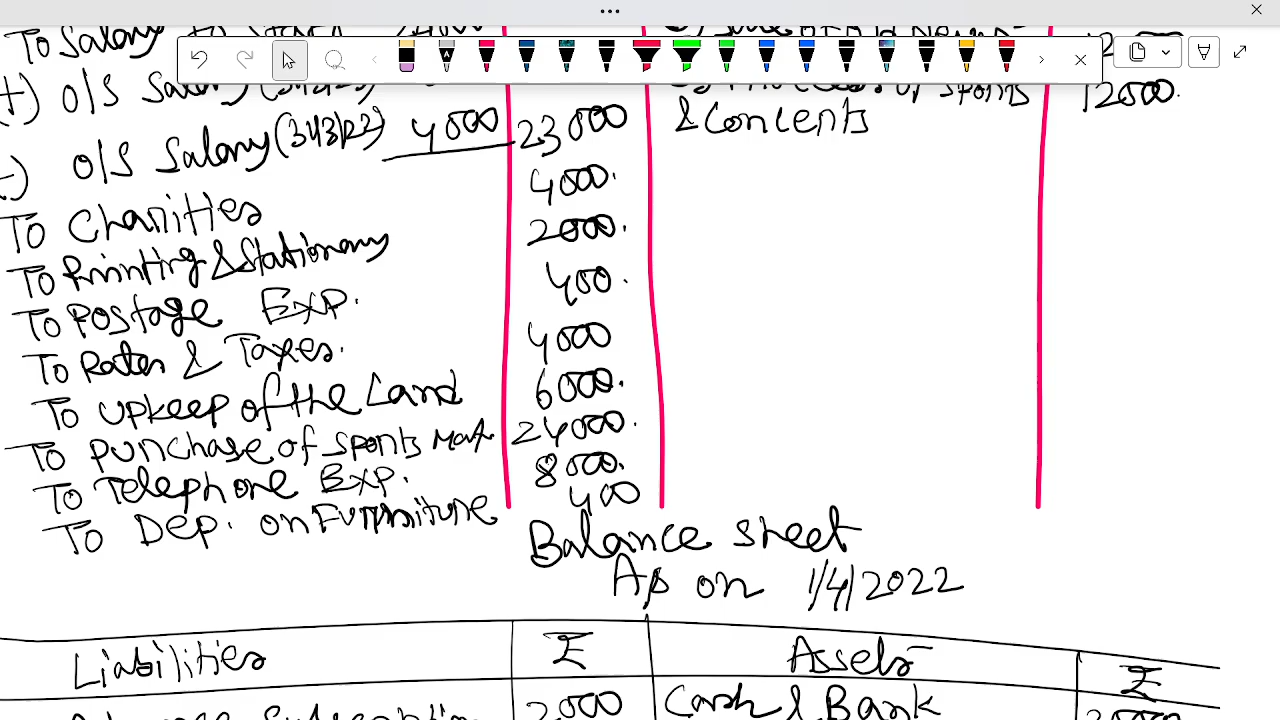 To Salary
(+) O/S Salary
(-) O/S Salary (31/3/22) 4000 23000
To Charities 4000.
To Printing & Stationary 2000.
To Postage Exp. 400.
To Rates & Taxes. 4000
To Upkeep of the Land 6000.
To Purchase of sports Mat. 24000.
To Telephone Exp. 8000.
To Dep. on Furniture 400
of sports 12000.
& Concents
Balance sheet
As on 1/4/2022
Liabilities ₹ Assets ₹
2000 Cash & Bank